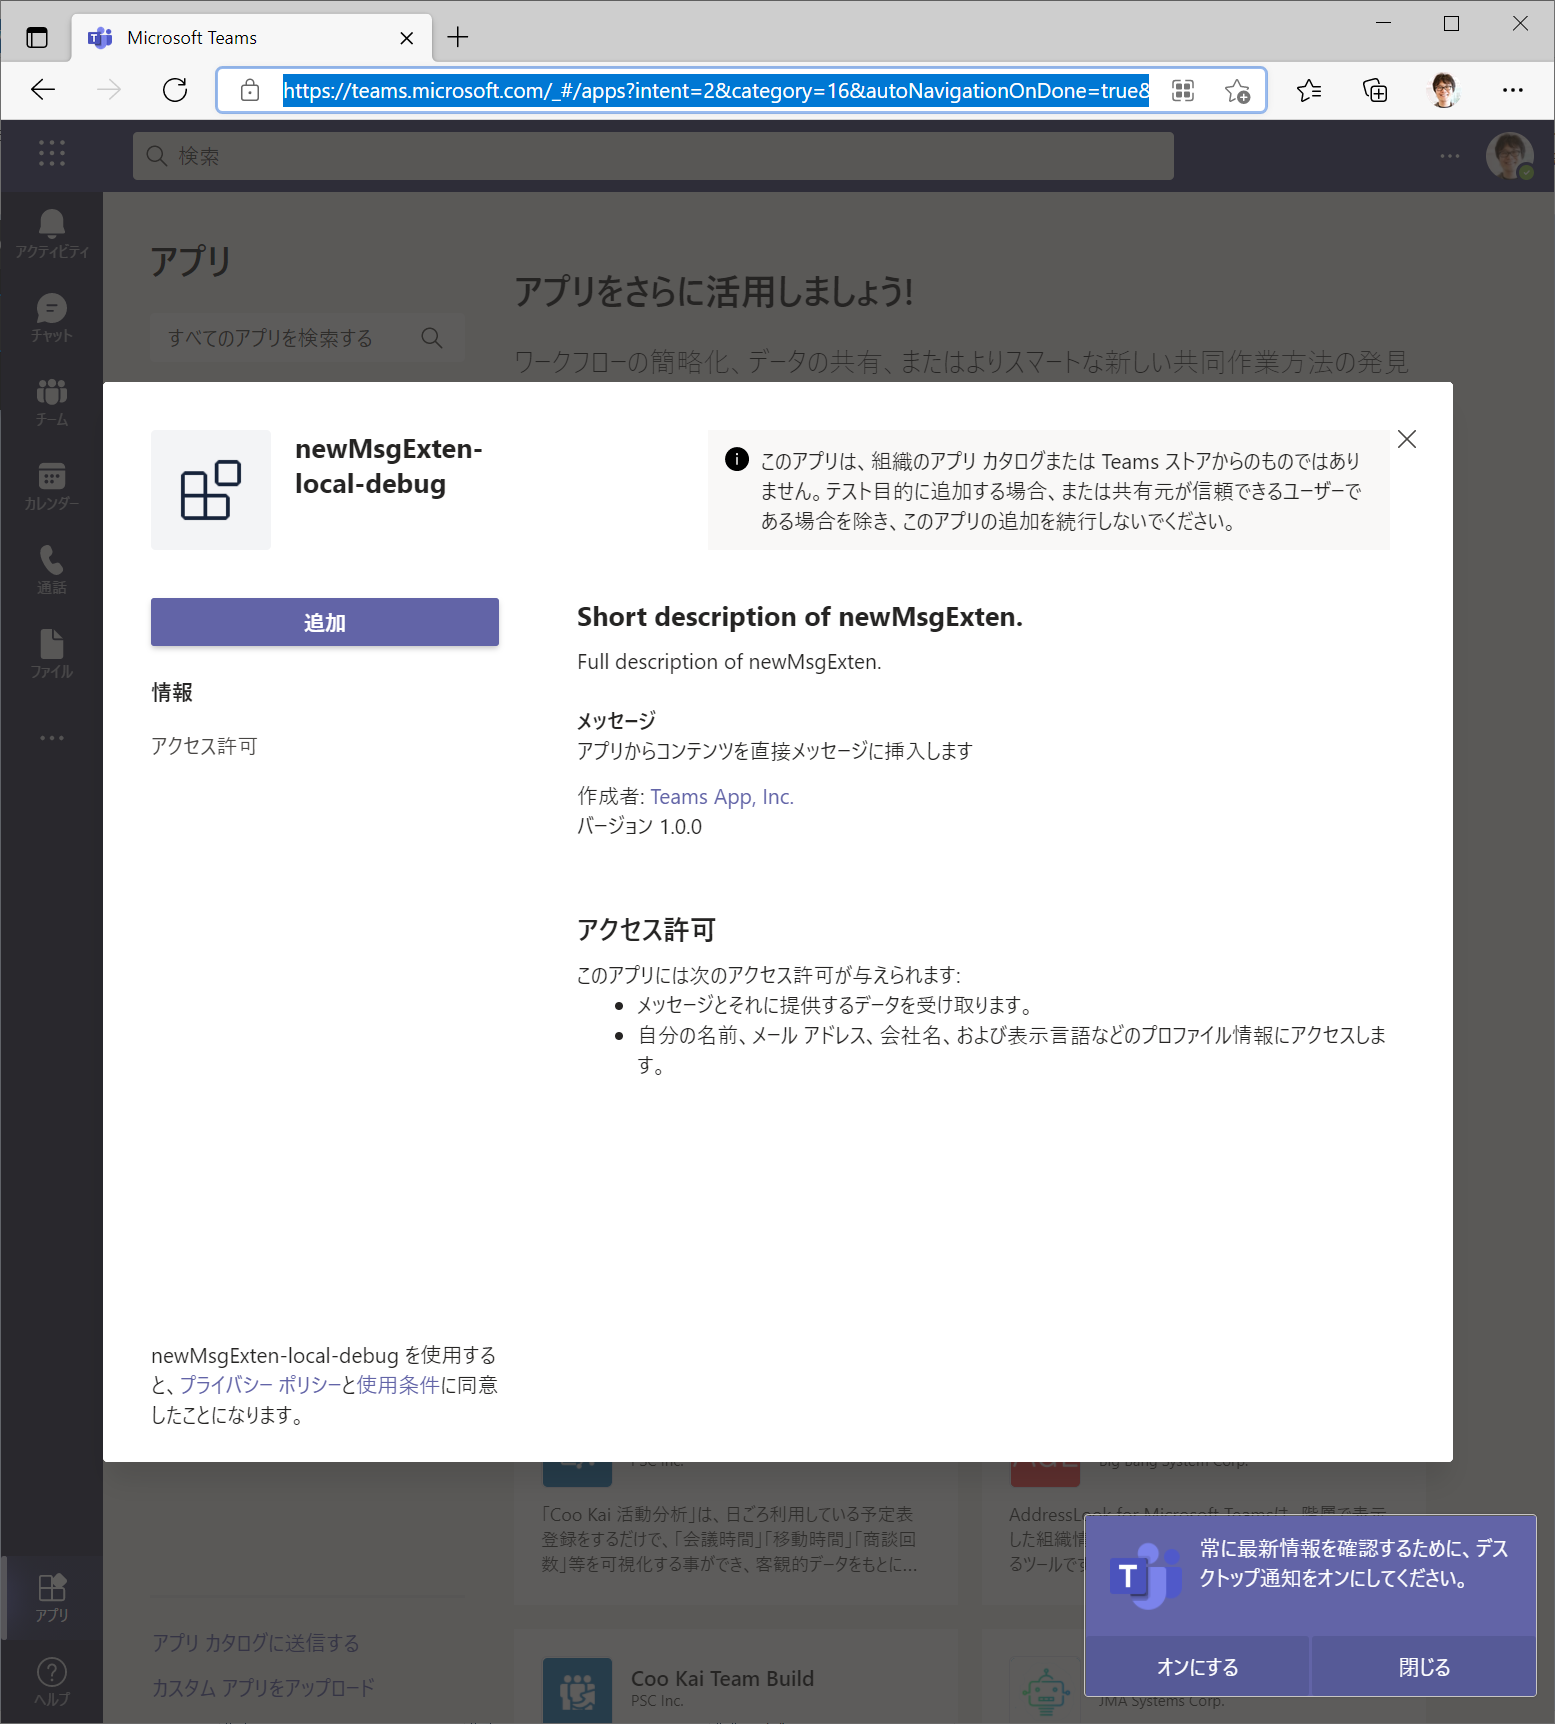 Microsoft Teams
https://teams.microsoft.com/_#/apps?intent=2&category=16&autoNavigationOnDone=true&
検索
アクティビティ
チャット
チーム
カレンダー
通話
ファイル
アプリ
すべてのアプリを検索する
アプリをさらに活用しましょう!
ワークフローの簡略化、データの共有、またはよりスマートな新しい共同作業方法の発見
newMsgExten-
local-debug
このアプリは、組織のアプリ カタログまたは Teams ストアからのものではあり
ません。テスト目的に追加する場合、または共有元が信頼できるユーザーで
ある場合を除き、このアプリの追加を続行しないでください。
追加
情報
アクセス許可
Short description of newMsgExten.
Full description of newMsgExten.
メッセージ
アプリからコンテンツを直接メッセージに挿入します
作成者: Teams App, Inc.
バージョン 1.0.0
アクセス許可
このアプリには次のアクセス許可が与えられます:
• メッセージとそれに提供するデータを受け取ります。
• 自分の名前、メール アドレス、会社名、および表示言語などのプロファイル情報にアクセスしま
す。
newMsgExten-local-debug を使用する
と、プライバシー ポリシーと使用条件に同意
したことになります。
PSC Inc.
Big Bang System Corp.
「Coo Kai 活動分析」は、日ごろ利用している予定表
登録をするだけで、「会議時間」「移動時間」「商談回
数」等を可視化する事ができ、客観的データをもとに...
AddressLook for Microsoft Teamsは、階層で表示
した組織情
るツールです
常に最新情報を確認するために、デス
クトップ通知をオンにしてください。
オンにする
閉じる
アプリ
ヘルプ
アプリ カタログに送信する
カスタム アプリをアップロード
Coo Kai Team Build
PSC Inc.
JMA Systems Corp.